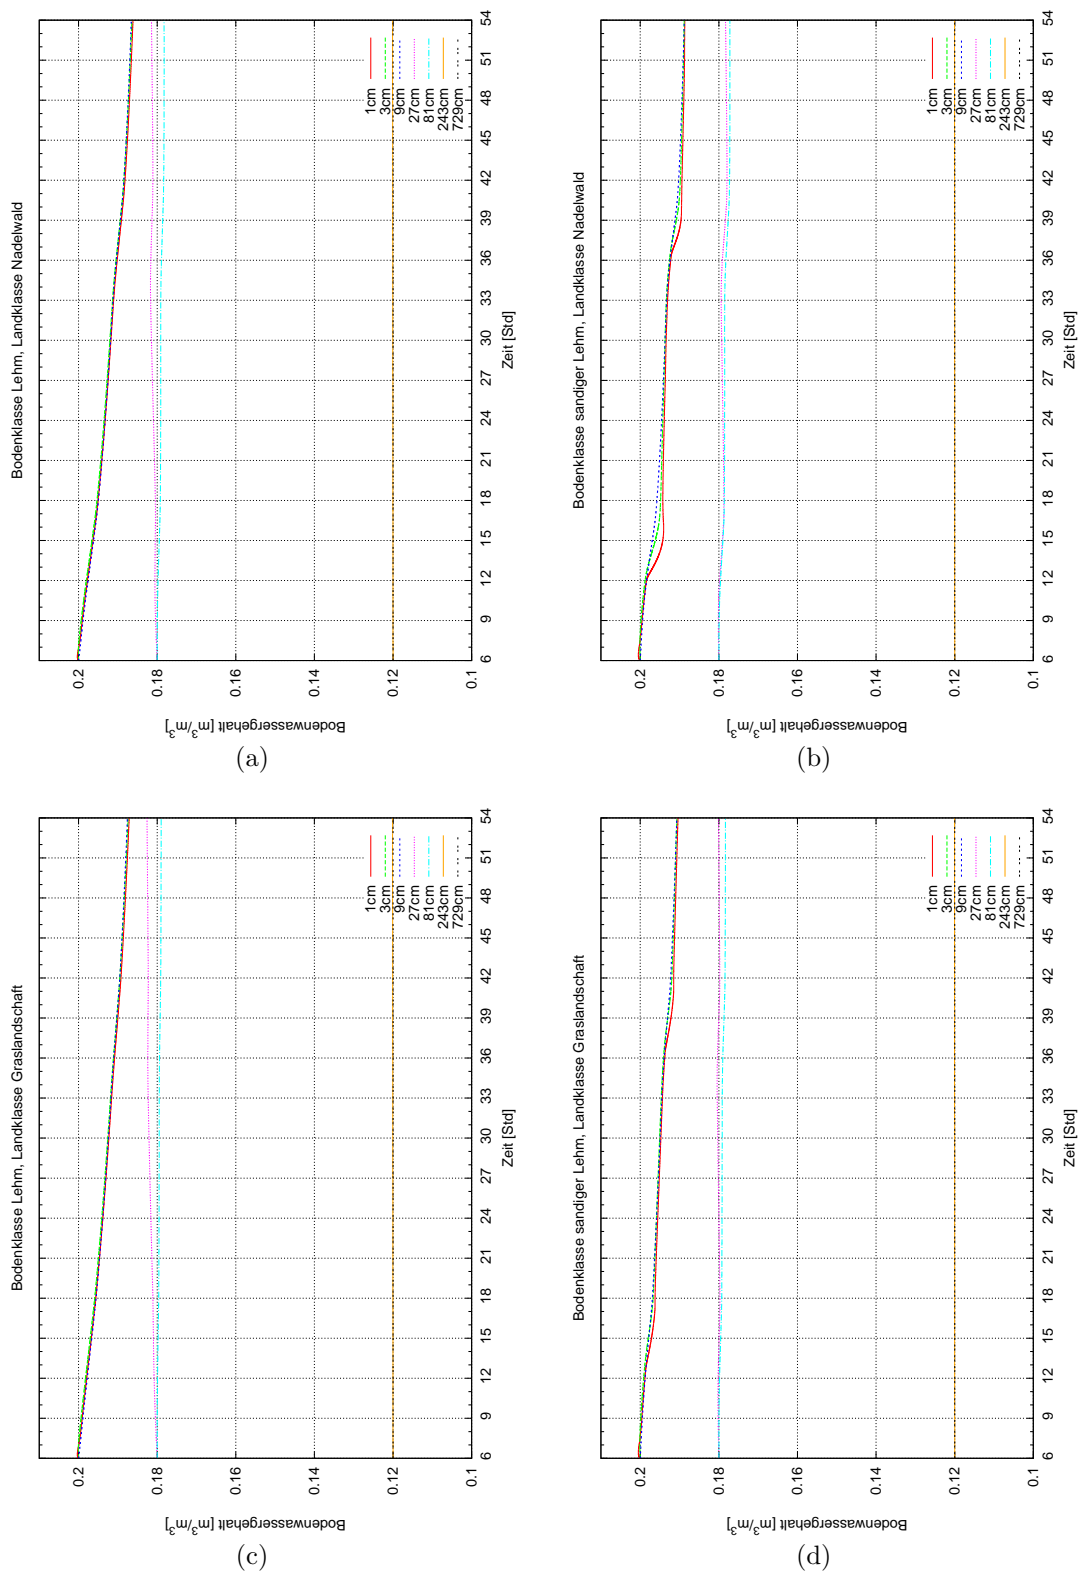 Bodenklasse Lehm, Landklasse Nadelwald
Bodenwassergehalt [m³/m³]
0.2
0.18
0.16
0.14
0.12
0.1
6 9 12 15 18 21 24 27 30 33 36 39 42 45 48 51 54
Zeit [Std]
1cm
3cm
9cm
27cm
81cm
243cm
729cm
(a)
Bodenklasse sandiger Lehm, Landklasse Nadelwald
Bodenwassergehalt [m³/m³]
0.2
0.18
0.16
0.14
0.12
0.1
6 9 12 15 18 21 24 27 30 33 36 39 42 45 48 51 54
Zeit [Std]
1cm
3cm
9cm
27cm
81cm
243cm
729cm
(b)
Bodenklasse Lehm, Landklasse Graslandschaft
Bodenwassergehalt [m³/m³]
0.2
0.18
0.16
0.14
0.12
0.1
6 9 12 15 18 21 24 27 30 33 36 39 42 45 48 51 54
Zeit [Std]
1cm
3cm
9cm
27cm
81cm
243cm
729cm
(c)
Bodenklasse sandiger Lehm, Landklasse Graslandschaft
Bodenwassergehalt [m³/m³]
0.2
0.18
0.16
0.14
0.12
0.1
6 9 12 15 18 21 24 27 30 33 36 39 42 45 48 51 54
Zeit [Std]
1cm
3cm
9cm
27cm
81cm
243cm
729cm
(d)